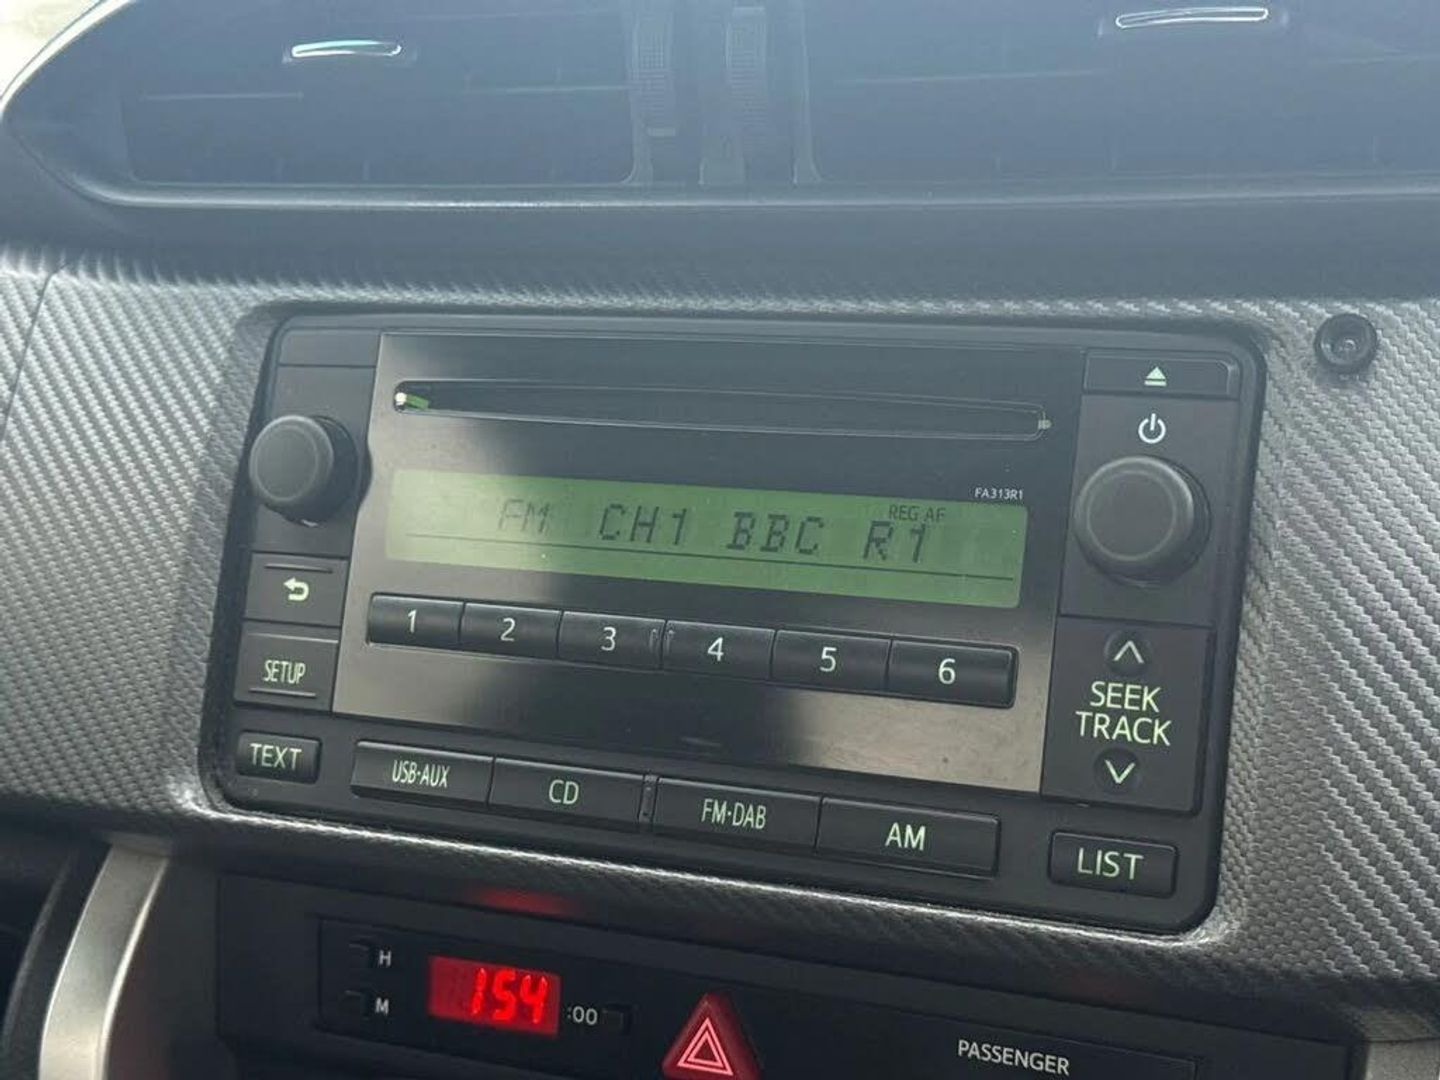 FA313R1
REG AF
FM CH1 BBC R1
1 2 3 4 5 6
SETUP
SEEK
TRACK
TEXT
USB·AUX CD FM·DAB AM
LIST
H
M
154 :00
PASSENGER